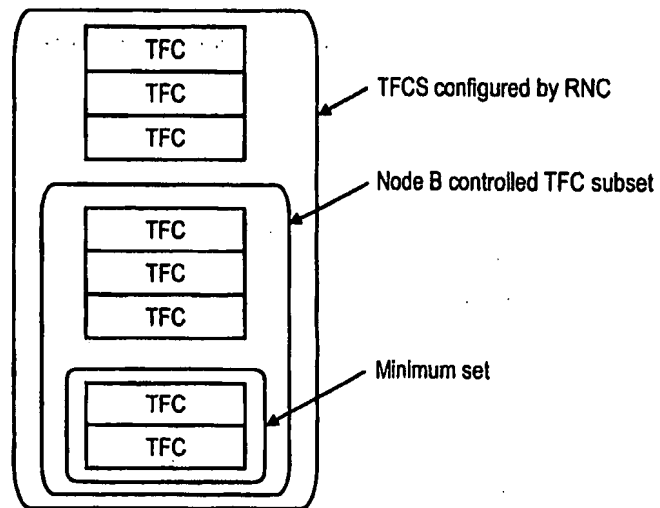 TFC
TFC
TFC
TFCS configured by RNC
Node B controlled TFC subset
TFC
TFC
TFC
Minimum set
TFC
TFC